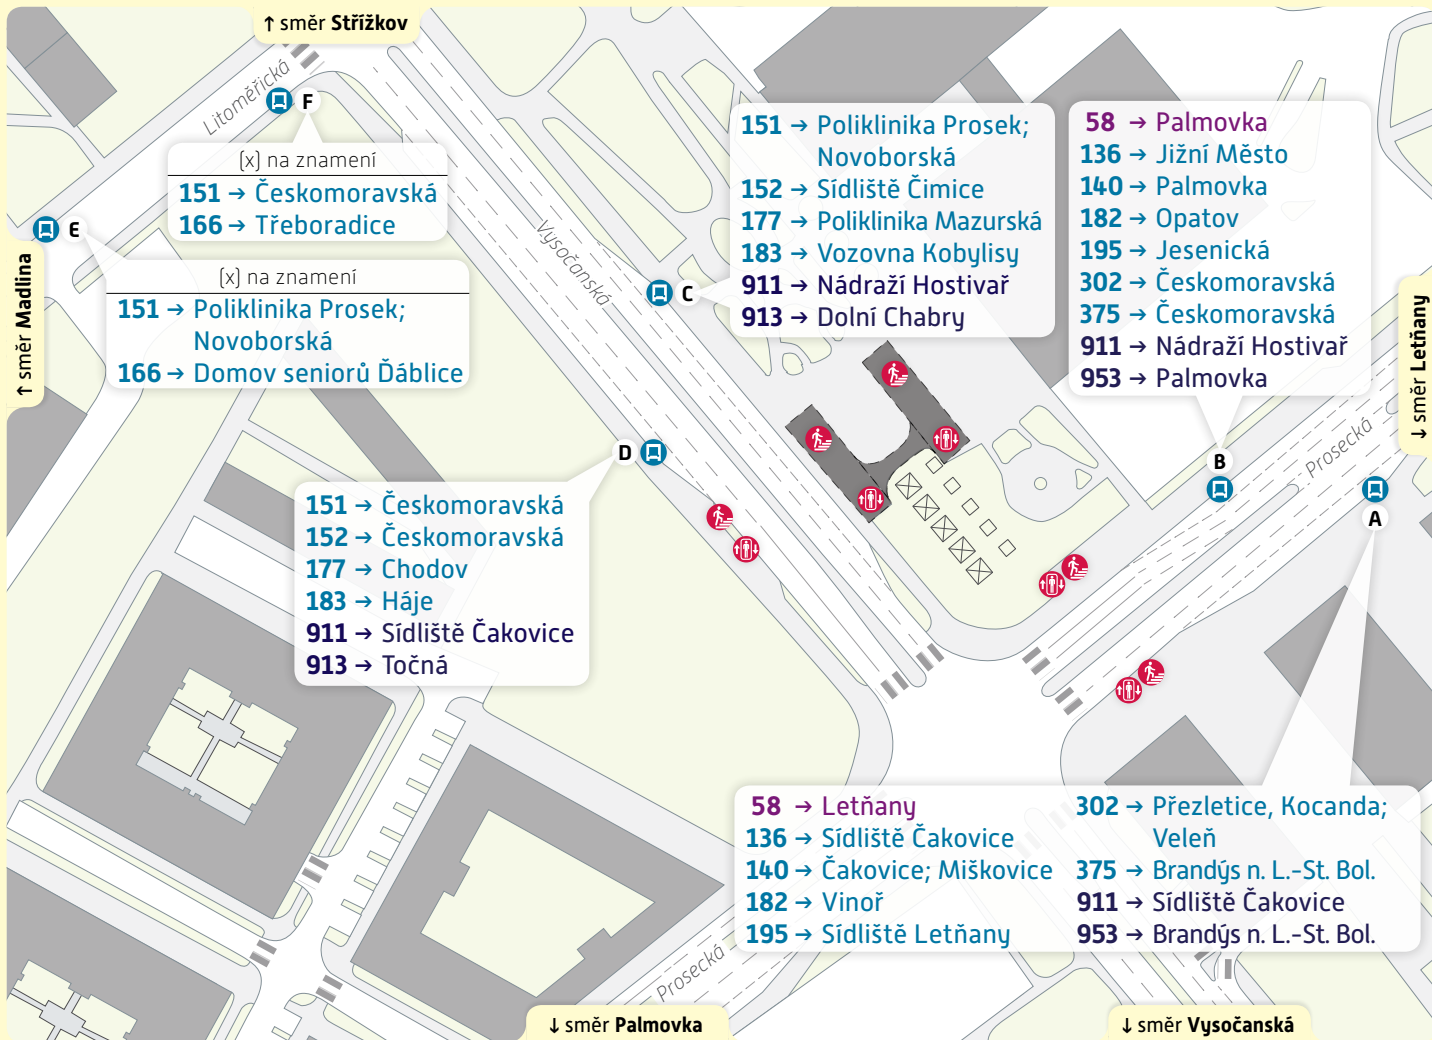 ↑ směr Střížkov
Litoměřická
F
(x) na znamení
151 → Českomoravská
166 → Třeboradice
E
(x) na znamení
151 → Poliklinika Prosek;
Novoborská
166 → Domov seniorů Ďáblice
↑ směr Madlina
Vysočanská
C
151 → Poliklinika Prosek;
Novoborská
152 → Sídliště Čimice
177 → Poliklinika Mazurská
183 → Vozovna Kobylisy
911 → Nádraží Hostivař
913 → Dolní Chabry
58 → Palmovka
136 → Jižní Město
140 → Palmovka
182 → Opatov
195 → Jesenická
302 → Českomoravská
375 → Českomoravská
911 → Nádraží Hostivař
953 → Palmovka
B
↓ směr Letňany
Prosecká
A
D
151 → Českomoravská
152 → Českomoravská
177 → Chodov
183 → Háje
911 → Sídliště Čakovice
913 → Točná
58 → Letňany
136 → Sídliště Čakovice
140 → Čakovice; Miškovice
182 → Vinoř
195 → Sídliště Letňany
302 → Přezletice, Kocanda;
Veleň
375 → Brandýs n. L.-St. Bol.
911 → Sídliště Čakovice
953 → Brandýs n. L.-St. Bol.
Prosecká
↓ směr Palmovka
↓ směr Vysočanská